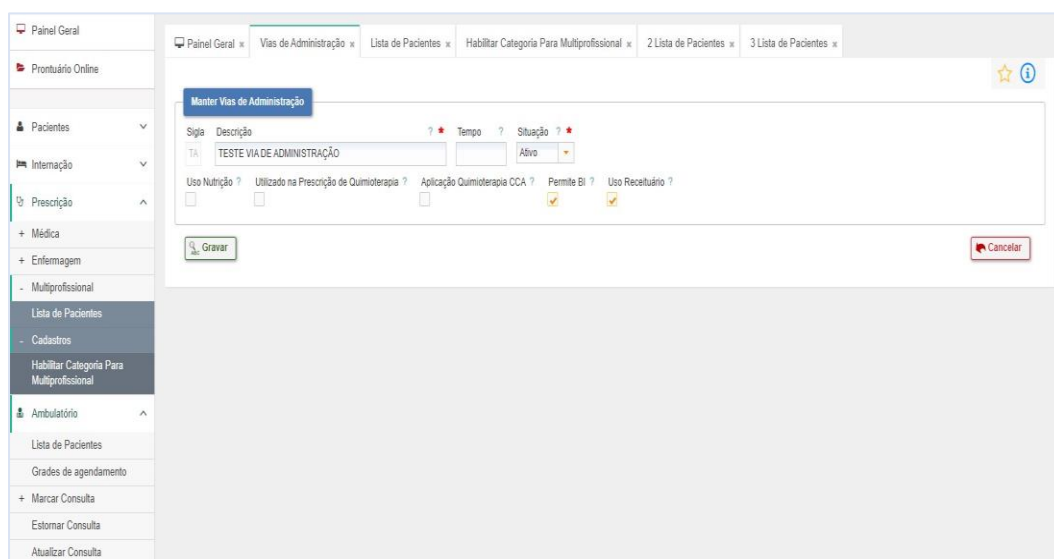 Painel Geral
Prontuário Online
Pacientes
Internação
Prescrição
+ Médica
+ Enfermagem
- Multiprofissional
Lista de Pacientes
- Cadastros
Habilitar Categoria Para
Multiprofissional
Ambulatório
Lista de Pacientes
Grades de agendamento
+ Marcar Consulta
Estornar Consulta
Atualizar Consulta
Painel Geral x Vias de Administração x Lista de Pacientes x Habilitar Categoria Para Multiprofissional x 2 Lista de Pacientes x 3 Lista de Pacientes x
Manter Vias de Administração
Sigla Descrição ? * Tempo ? Situação ? *
TA TESTE VIA DE ADMINISTRAÇÃO Ativo
Uso Nutrição ? Utilizado na Prescrição de Quimioterapia ? Aplicação Quimioterapia CCA ? Permite BI ? Uso Receituário ?
Gravar Cancelar